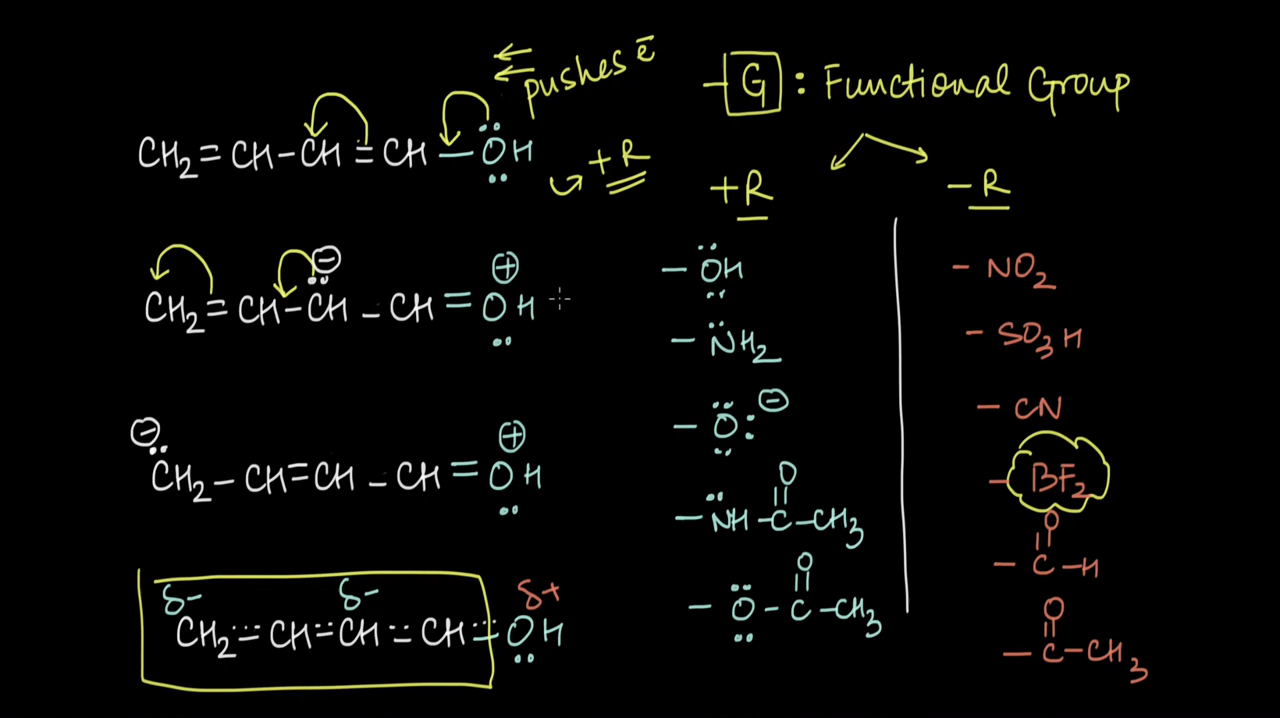 pushes ē
-G : Functional Group
CH₂=CH-CH=CH-OH
+R
+R
-R
⊖
⊕
CH₂=CH-CH-CH=OH
-OH
-NO₂
-NH₂
-SO₃H
⊖
-O:
-CN
⊖
⊕
CH₂-CH=CH-CH=OH
O
-BF₂
-NH-C-CH₃
O
-C-H
δ-
δ-
δ+
CH₂┄CH┄CH┄CH┄OH
O
-O-C-CH₃
O
-C-CH₃